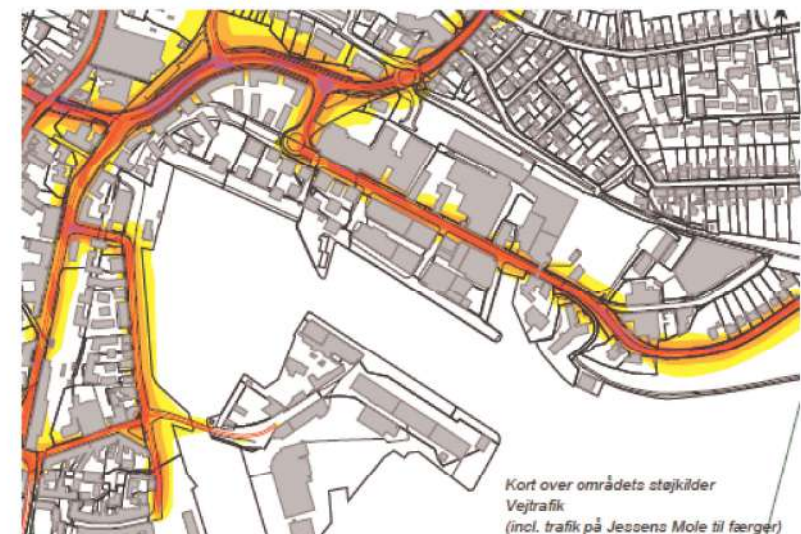 Kort over områdets støjkilder
Vejtrafik
(incl. trafik på Jessens Mole til færger)